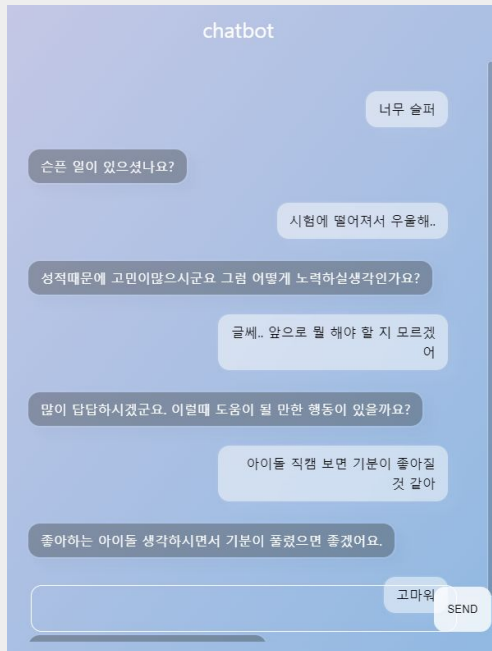 chatbot
너무 슬퍼
슨픈 일이 있으셨나요?
시험에 떨어져서 우울해..
성적때문에 고민이많으시군요 그럼 어떻게 노력하실생각인가요?
글쎄.. 앞으로 뭘 해야 할 지 모르겠
어
많이 답답하시겠군요. 이럴때 도움이 될 만한 행동이 있을까요?
아이돌 직캠 보면 기분이 좋아질
것 같아
좋아하는 아이돌 생각하시면서 기분이 풀렸으면 좋겠어요.
고마워
SEND